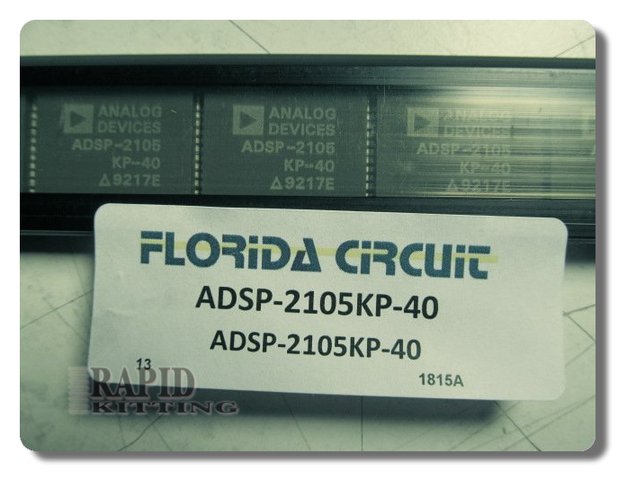 ANALOG
DEVICES
ADSP-2105
KP-40
△9217E
ANALOG
DEVICES
ADSP-2105
KP-40
△9217E
ANALOG
DEVICES
ADSP-2105
KP-40
△9217E
FLORIDA CIRCUIT
ADSP-2105KP-40
ADSP-2105KP-40
13
1815A
RAPID
KITTING